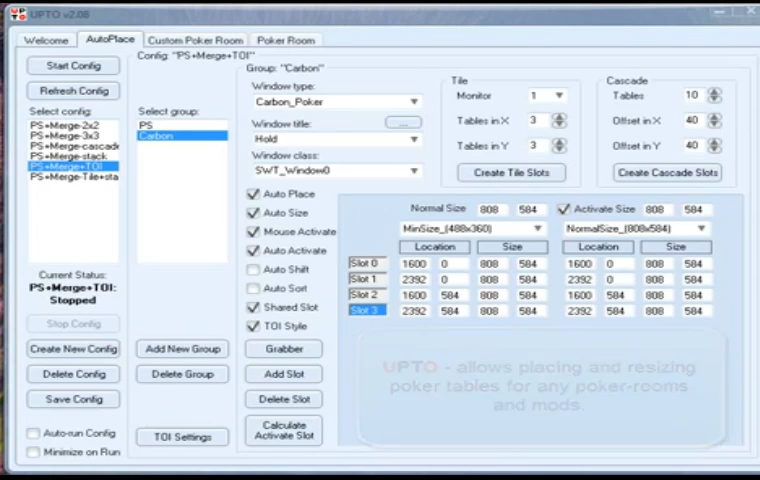 UPTO v2.08
Welcome AutoPlace Custom Poker Room Poker Room
Start Config
Refresh Config
Select config:
PS+Merge-2x2
PS+Merge-3x3
PS+Merge-cascade
PS+Merge-stack
PS+Merge+TOI
PS+Merge-Tile+sta
Current Status:
PS+Merge+TOI:
Stopped
Stop Config
Create New Config
Delete Config
Save Config
Auto-run Config
Minimize on Run
Config: "PS+Merge+TOI"
Select group:
PS
Carbon
Add New Group
Delete Group
TOI Settings
Group: "Carbon"
Window type:
Carbon_Poker
Window title: ...
Hold
Window class:
SWT_Window0
Auto Place
Auto Size
Mouse Activate
Auto Activate
Auto Shift
Auto Sort
Shared Slot
TOI Style
Grabber
Add Slot
Delete Slot
Calculate
Activate Slot
Tile
Monitor 1
Tables in X 3
Tables in Y 3
Create Tile Slots
Cascade
Tables 10
Offset in X 40
Offset in Y 40
Create Cascade Slots
Normal Size 808 584 Activate Size 808 584
MinSize_(488x360) NormalSize_(808x584)
Location Size Location Size
Slot 0 1600 0 808 584 1600 0 808 584
Slot 1 2392 0 808 584 2392 0 808 584
Slot 2 1600 584 808 584 1600 584 808 584
Slot 3 2392 584 808 584 2392 584 808 584
UPTO - allows placing and resizing
poker tables for any poker-rooms
and mods.